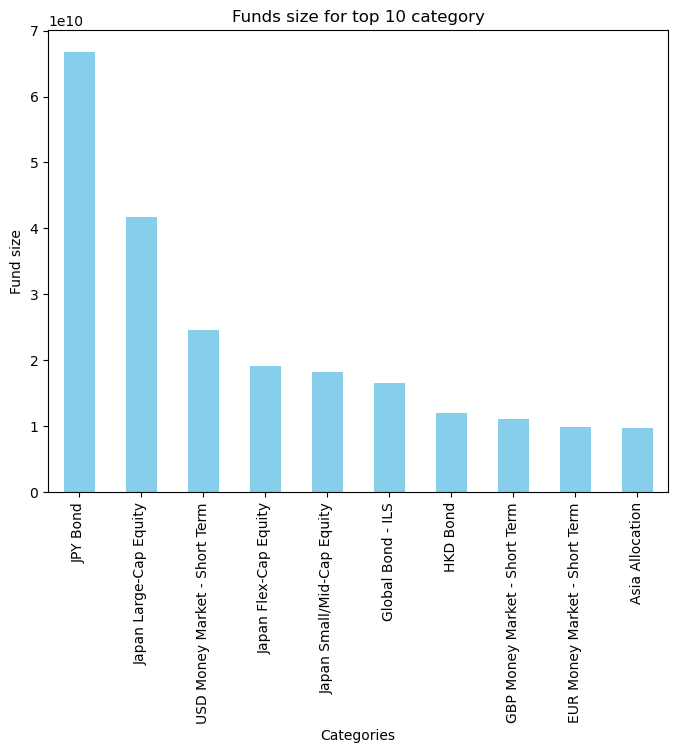 Funds size for top 10 category
1e10
7
6
5
4
3
2
1
0
Fund size
JPY Bond
Japan Large-Cap Equity
USD Money Market - Short Term
Japan Flex-Cap Equity
Japan Small/Mid-Cap Equity
Global Bond - ILS
HKD Bond
GBP Money Market - Short Term
EUR Money Market - Short Term
Asia Allocation
Categories